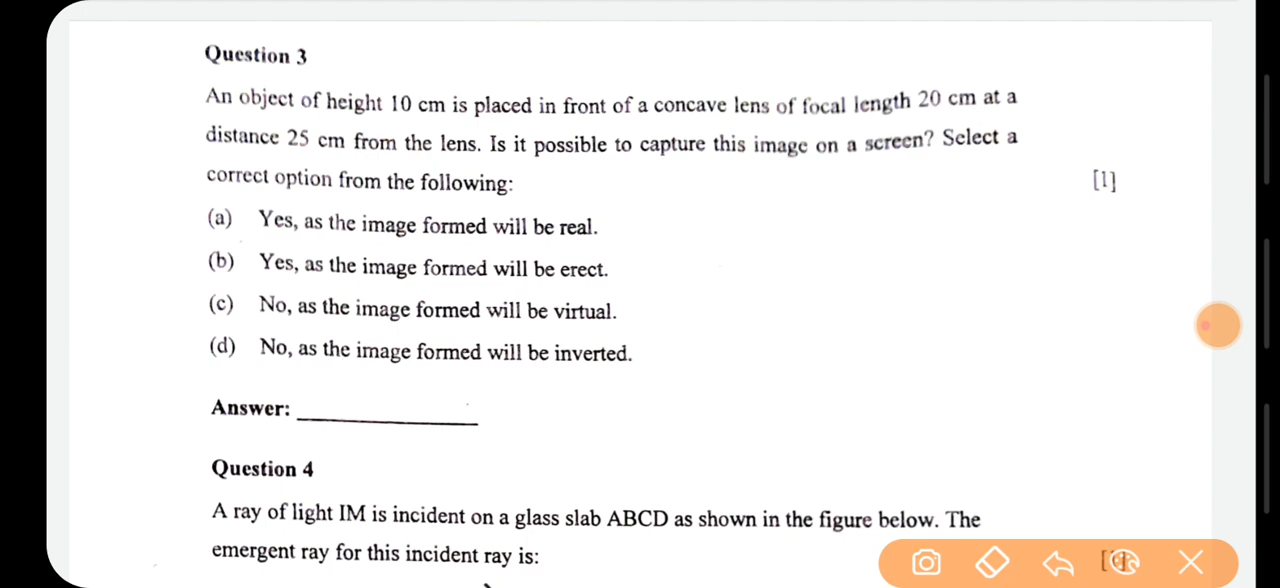 Question 3
An object of height 10 cm is placed in front of a concave lens of focal length 20 cm at a
distance 25 cm from the lens. Is it possible to capture this image on a screen? Select a
correct option from the following:
[1]
(a) Yes, as the image formed will be real.
(b) Yes, as the image formed will be erect.
(c) No, as the image formed will be virtual.
(d) No, as the image formed will be inverted.
Answer:
Question 4
A ray of light IM is incident on a glass slab ABCD as shown in the figure below. The
emergent ray for this incident ray is: